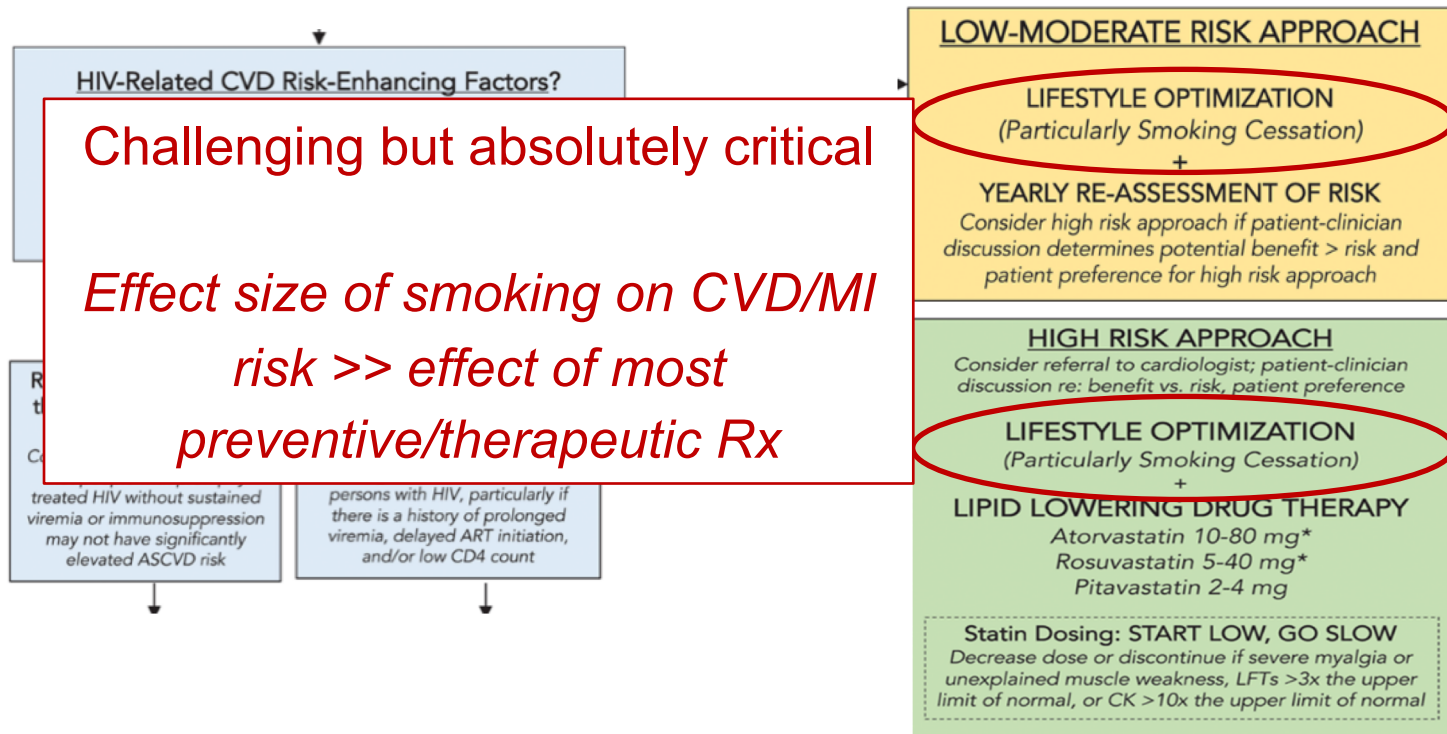 HIV-Related CVD Risk-Enhancing Factors?
Challenging but absolutely critical
Effect size of smoking on CVD/MI
risk >> effect of most
preventive/therapeutic Rx
treated HIV without sustained
viremia or immunosuppression
may not have significantly
elevated ASCVD risk
persons with HIV, particularly if
there is a history of prolonged
viremia, delayed ART initiation,
and/or low CD4 count
LOW-MODERATE RISK APPROACH
LIFESTYLE OPTIMIZATION
(Particularly Smoking Cessation)
+
YEARLY RE-ASSESSMENT OF RISK
Consider high risk approach if patient-clinician
discussion determines potential benefit > risk and
patient preference for high risk approach
HIGH RISK APPROACH
Consider referral to cardiologist; patient-clinician
discussion re: benefit vs. risk, patient preference
LIFESTYLE OPTIMIZATION
(Particularly Smoking Cessation)
+
LIPID LOWERING DRUG THERAPY
Atorvastatin 10-80 mg*
Rosuvastatin 5-40 mg*
Pitavastatin 2-4 mg
Statin Dosing: START LOW, GO SLOW
Decrease dose or discontinue if severe myalgia or
unexplained muscle weakness, LFTs >3x the upper
limit of normal, or CK >10x the upper limit of normal